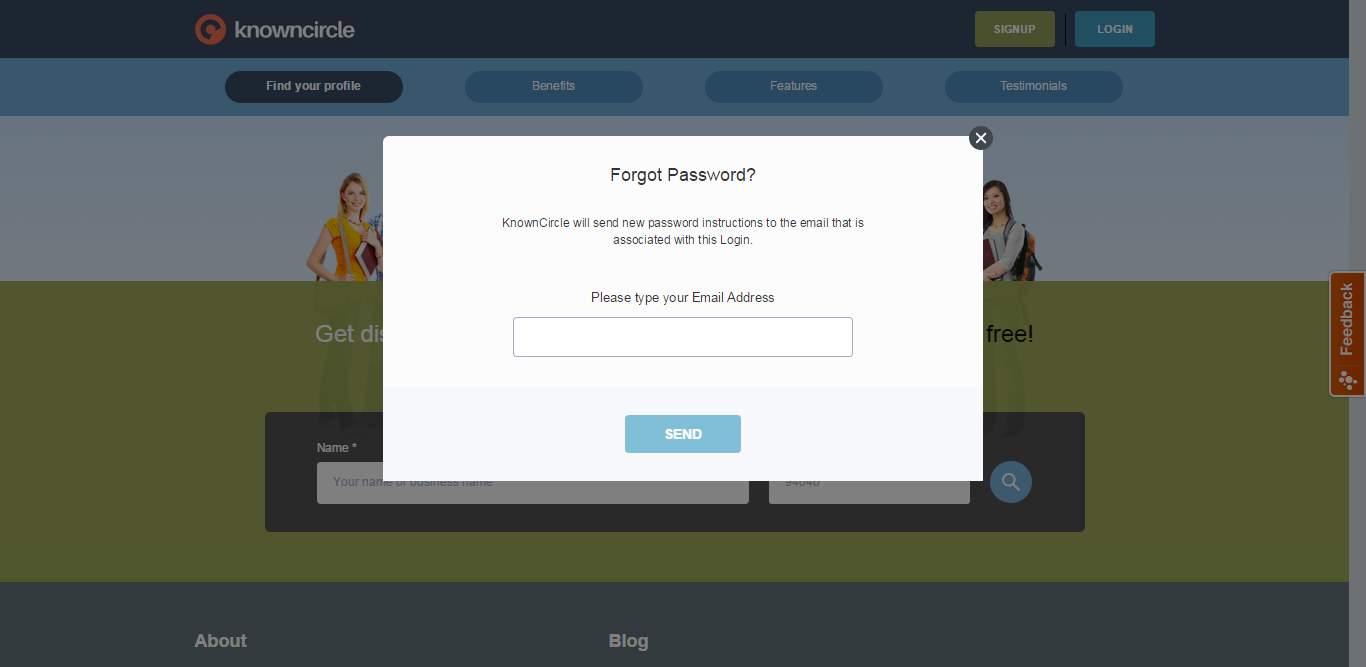 knowncircle
SIGNUP
LOGIN
Find your profile
Benefits
Features
Testimonials
Forgot Password?
KnownCircle will send new password instructions to the email that is
associated with this Login.
Please type your Email Address
SEND
Get
free!
Name *
Your name or business name
94040
Feedback
About
Blog